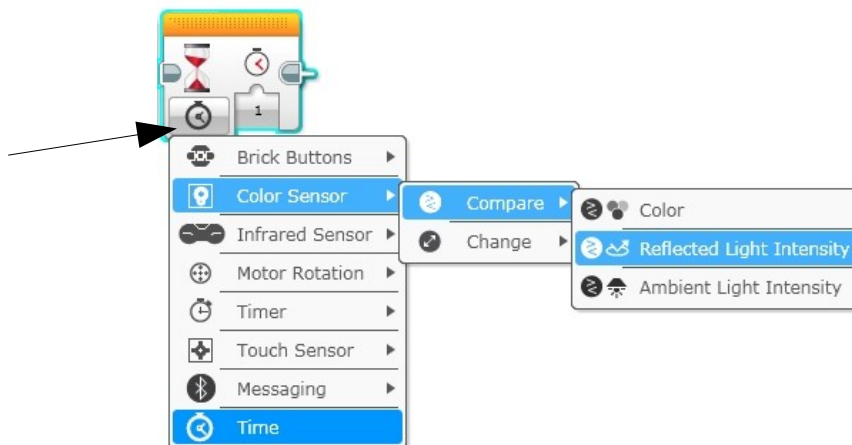 1
Brick Buttons
Color Sensor
Infrared Sensor
Motor Rotation
Timer
Touch Sensor
Messaging
Time
Compare
Change
Color
Reflected Light Intensity
Ambient Light Intensity